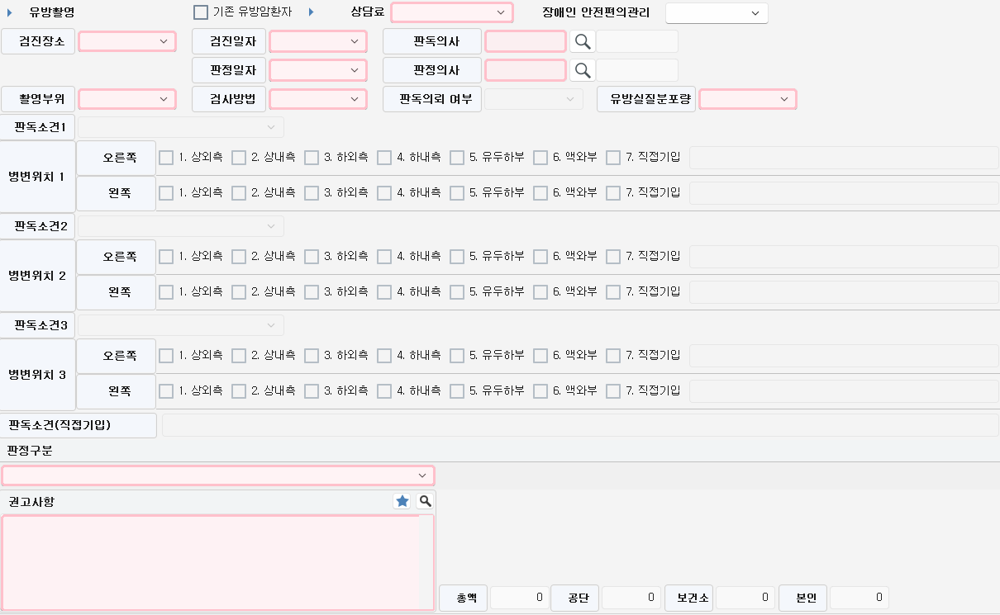 유방촬영 기존 유방암환자 상담료 장애인 안전편의관리
검진장소 검진일자 판독의사
판정일자 판정의사
촬영부위 검사방법 판독의뢰 여부 유방실질분포량
판독소견1
병변위치 1
오른쪽 1. 상외측 2. 상내측 3. 하외측 4. 하내측 5. 유두하부 6. 액와부 7. 직접기입
왼쪽 1. 상외측 2. 상내측 3. 하외측 4. 하내측 5. 유두하부 6. 액와부 7. 직접기입
판독소견2
병변위치 2
오른쪽 1. 상외측 2. 상내측 3. 하외측 4. 하내측 5. 유두하부 6. 액와부 7. 직접기입
왼쪽 1. 상외측 2. 상내측 3. 하외측 4. 하내측 5. 유두하부 6. 액와부 7. 직접기입
판독소견3
병변위치 3
오른쪽 1. 상외측 2. 상내측 3. 하외측 4. 하내측 5. 유두하부 6. 액와부 7. 직접기입
왼쪽 1. 상외측 2. 상내측 3. 하외측 4. 하내측 5. 유두하부 6. 액와부 7. 직접기입
판독소견(직접기입)
판정구분
권고사항
총액 0 공단 0 보건소 0 본인 0